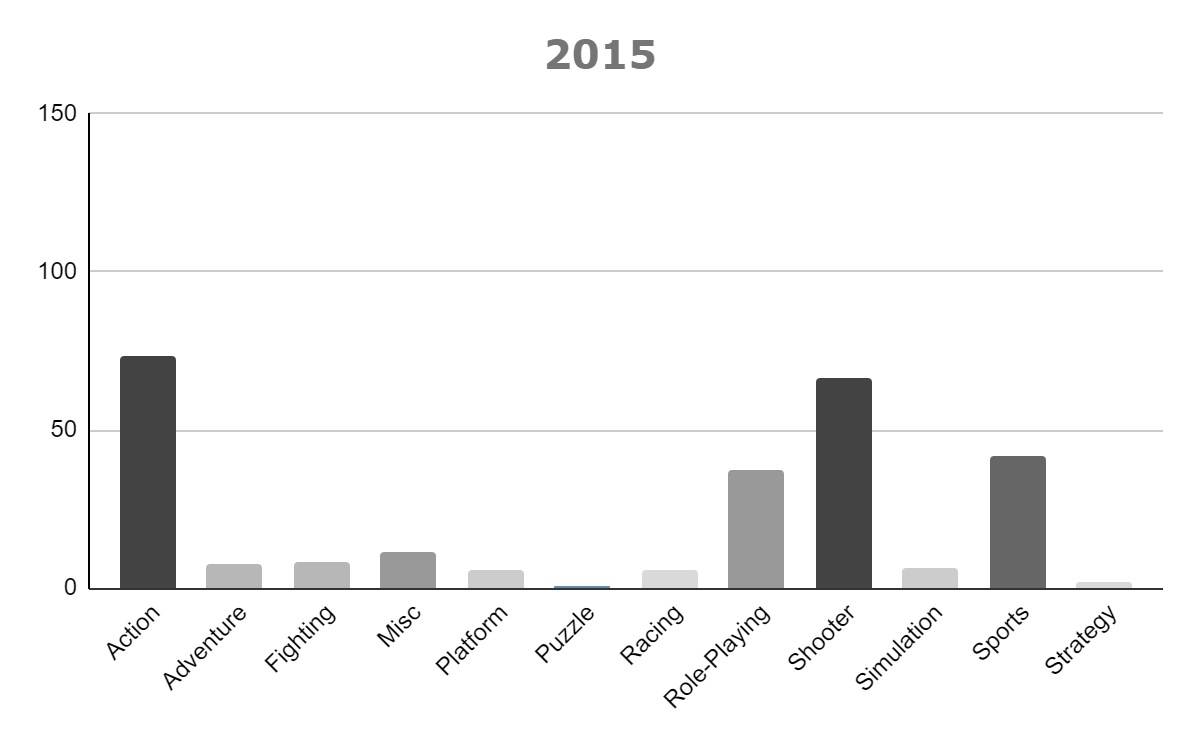 2015
150
100
50
0
Action
Adventure
Fighting
Misc
Platform
Puzzle
Racing
Role-Playing
Shooter
Simulation
Sports
Strategy